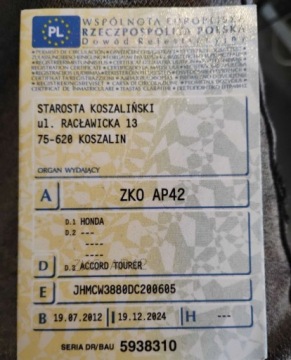 PL
WSPÓLNOTA EUROPEJSKA
RZECZPOSPOLITA POLSKA
Dowód Rejestracyjny
STAROSTA KOSZALIŃSKI
ul. RACŁAWICKA 13
75-620 KOSZALIN
ORGAN WYDAJĄCY
A ZKO AP42
D.1 HONDA
D.2 ---
----
----
D D.3 ACCORD TOURER
E JHMCW3880DC200605
B 19.07.2012 I 19.12.2024 H ---
SERIA DR/BAU 5938310